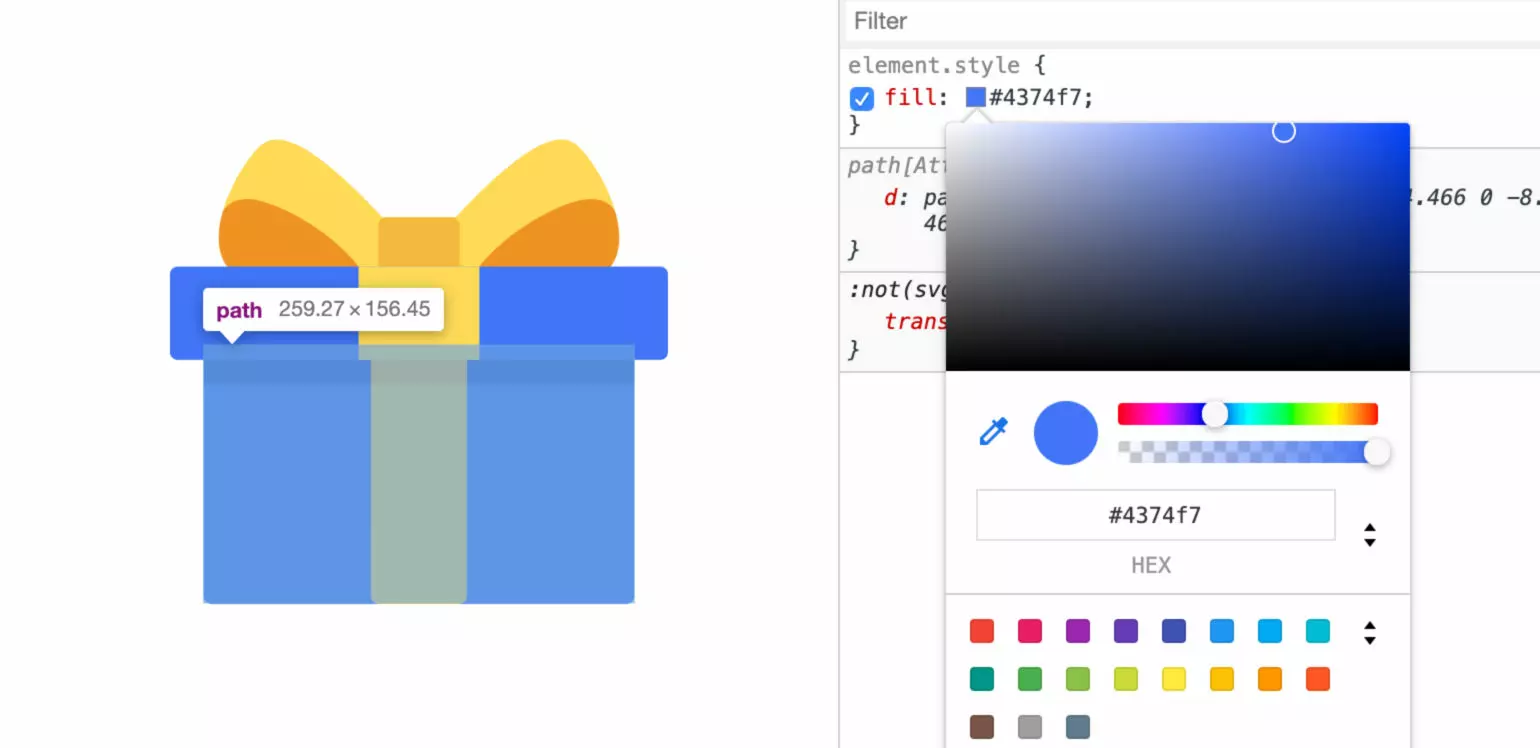 path 259.27 × 156.45
Filter
element.style {
fill: #4374f7;
}
path[Att
d: pa .466 0 -8.
46
}
:not(svg
trans
}
#4374f7
HEX